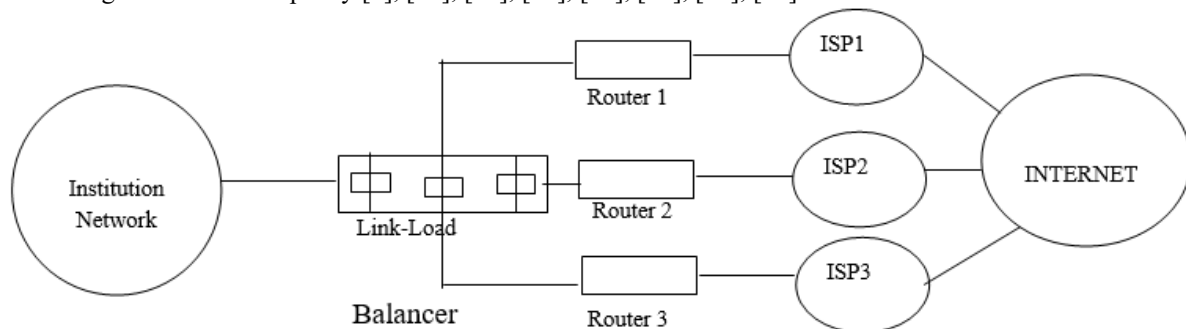 ISP1
Router 1
Institution
Network
Link-Load
ISP2
Router 2
INTERNET
ISP3
Balancer
Router 3